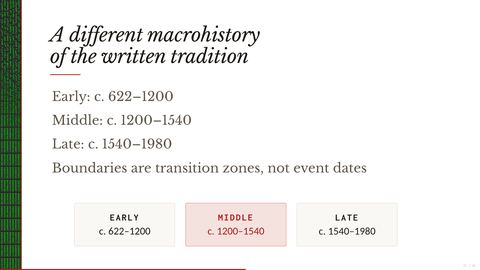 A different macrohistory
of the written tradition
Early: c. 622–1200
Middle: c. 1200–1540
Late: c. 1540–1980
Boundaries are transition zones, not event dates
EARLY
c. 622–1200
MIDDLE
c. 1200–1540
LATE
c. 1540–1980